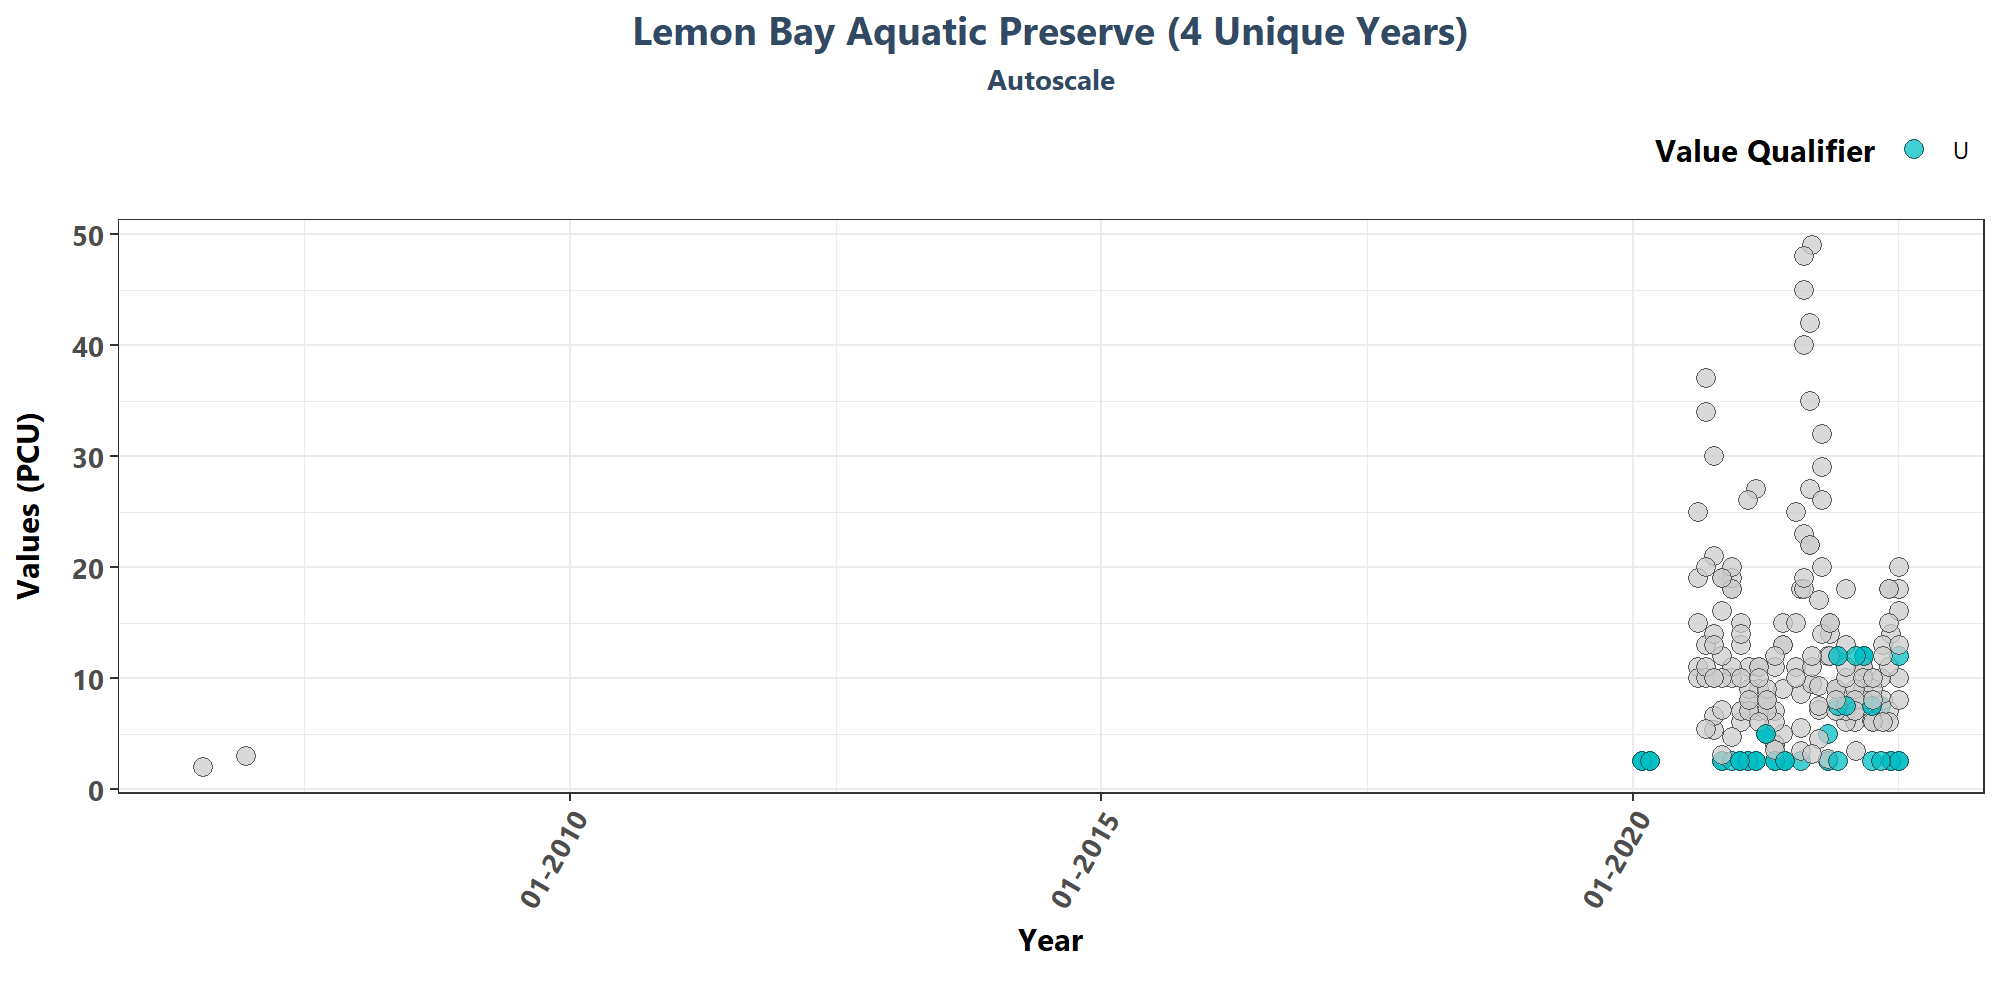 Lemon Bay Aquatic Preserve (4 Unique Years)
Autoscale
Value Qualifier U
50
40
30
20
10
0
Values (PCU)
01-2010
01-2015
01-2020
Year